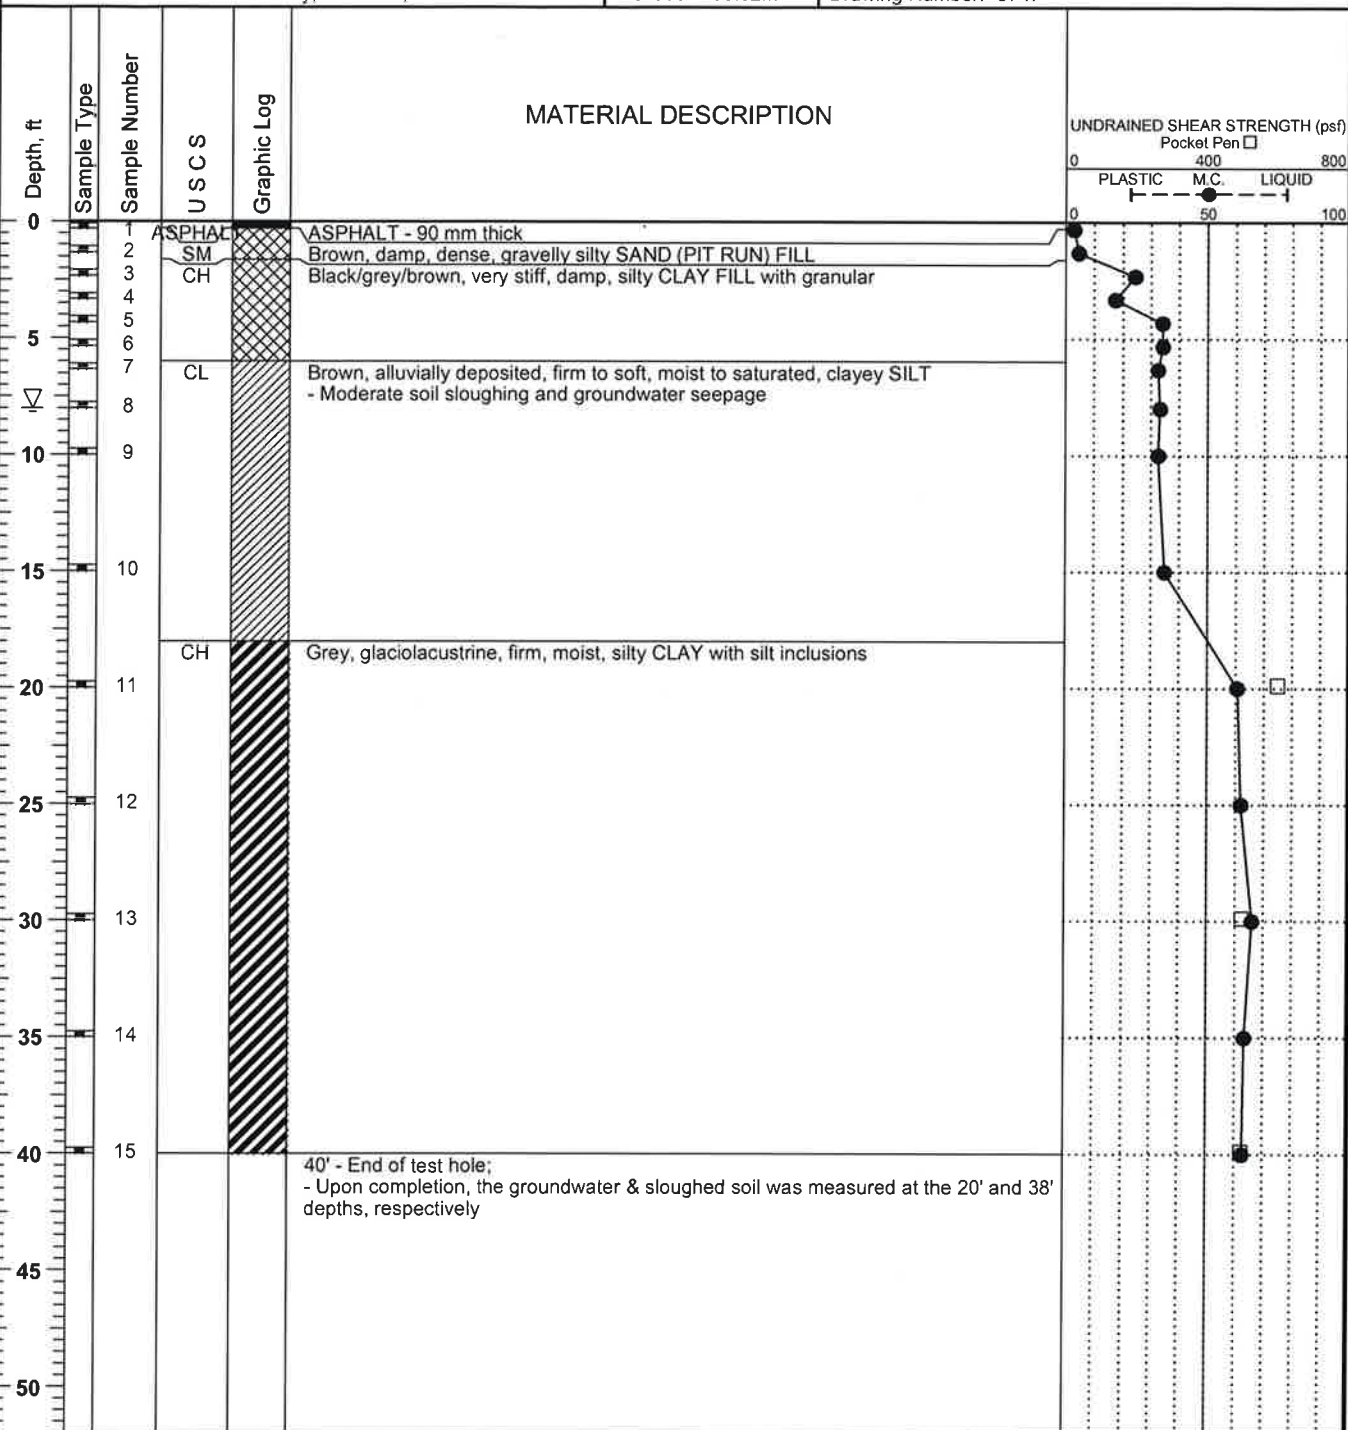 MATERIAL DESCRIPTION
Depth, ft
Sample Type
Sample Number
U S C S
Graphic Log
UNDRAINED SHEAR STRENGTH (psf)
Pocket Pen
0 400 800
PLASTIC M.C. LIQUID
0 50 100
0
1 ASPHAL ASPHALT - 90 mm thick
2 SM Brown, damp, dense, gravelly silty SAND (PIT RUN) FILL
3 CH Black/grey/brown, very stiff, damp, silty CLAY FILL with granular
4
5
5
6
7 CL Brown, alluvially deposited, firm to soft, moist to saturated, clayey SILT
- Moderate soil sloughing and groundwater seepage
8
10 9
15 10
CH Grey, glaciolacustrine, firm, moist, silty CLAY with silt inclusions
20 11
25 12
30 13
35 14
40 15
40' - End of test hole;
- Upon completion, the groundwater & sloughed soil was measured at the 20' and 38'
depths, respectively
45
50